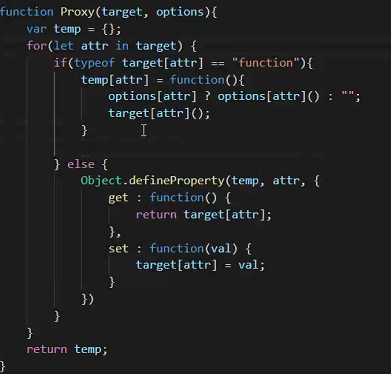 function Proxy(target, options){
    var temp = {};
    for(let attr in target) {
        if(typeof target[attr] == "function"){
            temp[attr] = function(){
                options[attr] ? options[attr]() : "";
                target[attr]();
            }

        } else {
            Object.defineProperty(temp, attr, {
                get : function() {
                    return target[attr];
                },
                set : function(val) {
                    target[attr] = val;
                }
            })
        }
    }
    return temp;
}